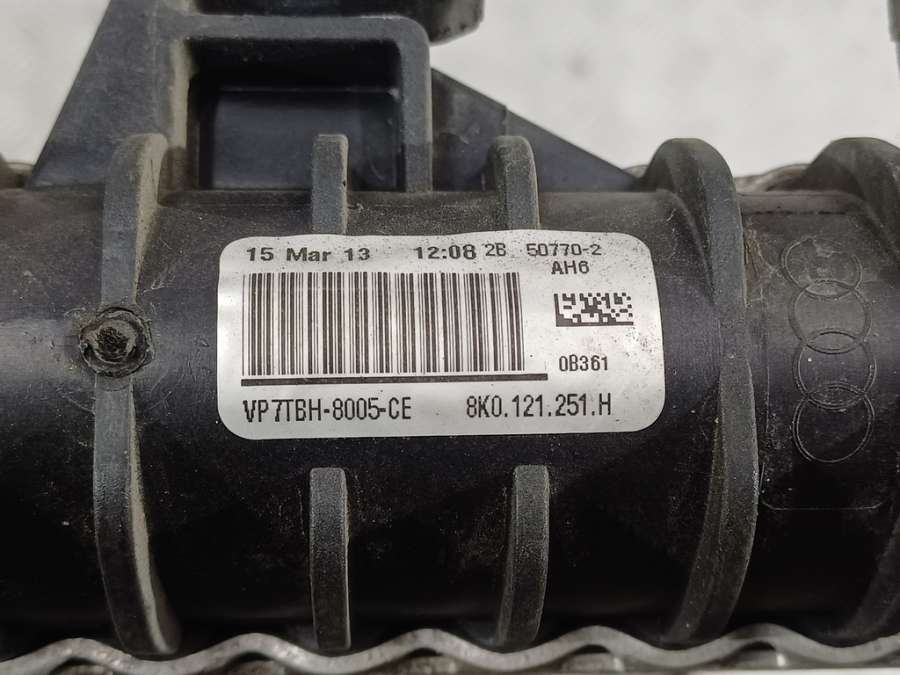 15 Mar 13 12:08 2B 50770-2
AH6
0B361
VP7TBH-8005-CE 8K0.121.251.H